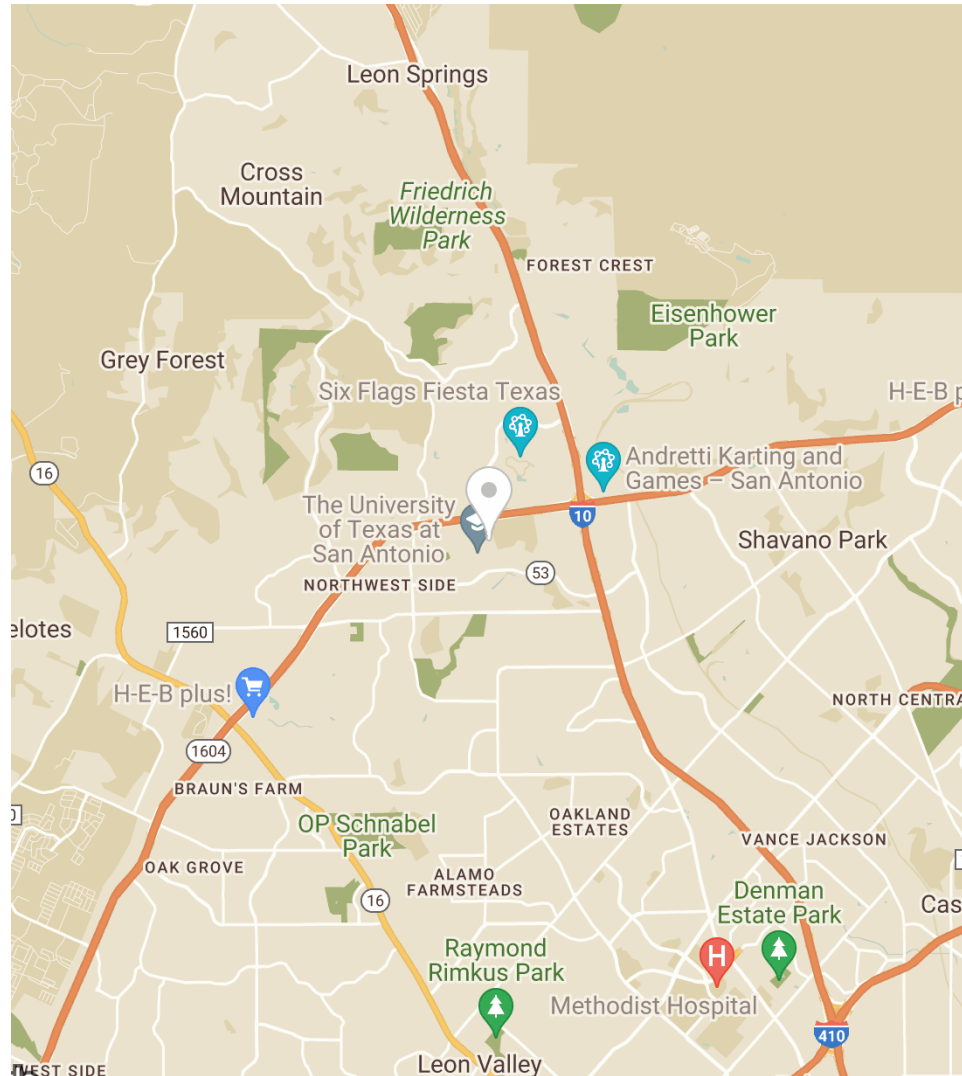 Leon Springs
Cross
Mountain
Friedrich
Wilderness
Park
FOREST CREST
Eisenhower
Park
Grey Forest
Six Flags Fiesta Texas
H-E-B p
16
Andretti Karting and
Games – San Antonio
The University
of Texas at
San Antonio
10
Shavano Park
53
NORTHWEST SIDE
elotes
1560
H-E-B plus!
NORTH CENTRA
1604
BRAUN'S FARM
OP Schnabel
Park
OAKLAND
ESTATES
VANCE JACKSON
OAK GROVE
ALAMO
FARMSTEADS
16
Denman
Estate Park
Cas
Raymond
Rimkus Park
H
Methodist Hospital
410
Leon Valley
WEST SIDE